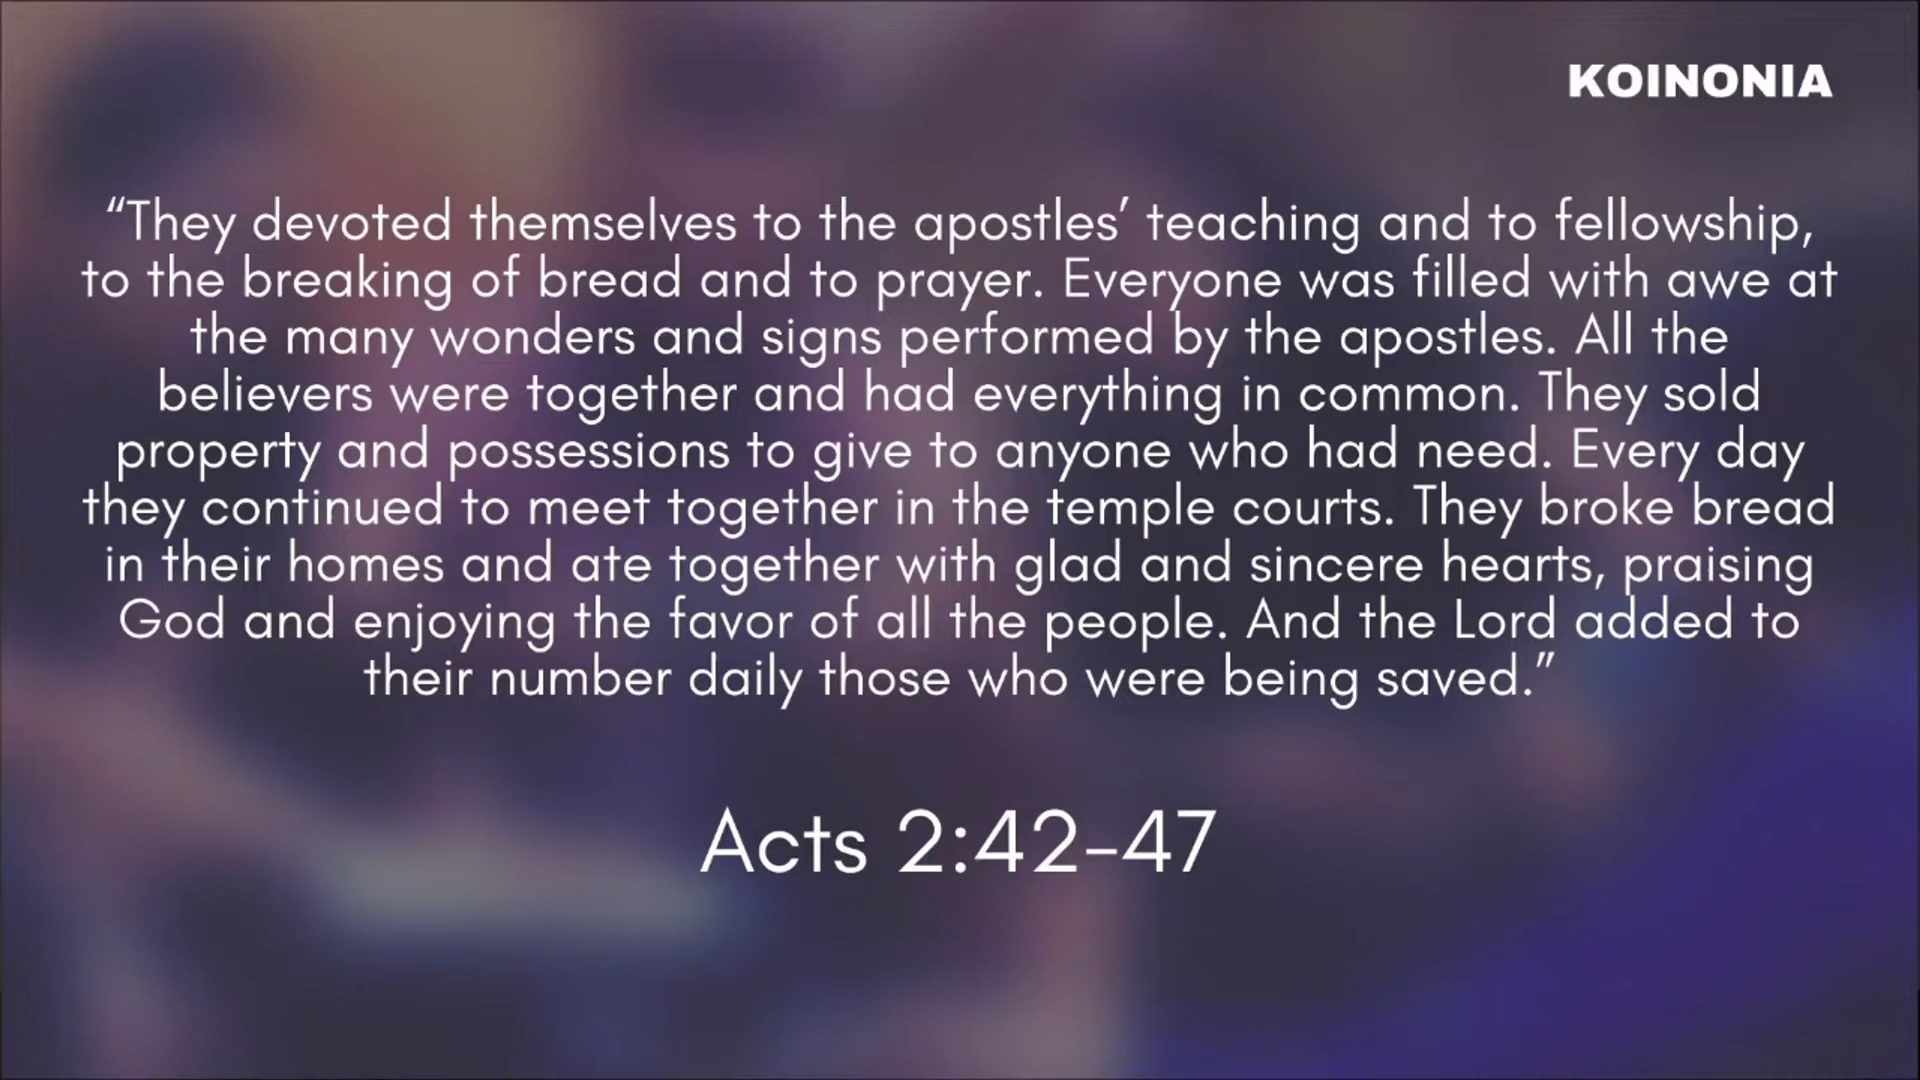 KOINONIA
“They devoted themselves to the apostles’ teaching and to fellowship,
to the breaking of bread and to prayer. Everyone was filled with awe at
the many wonders and signs performed by the apostles. All the
believers were together and had everything in common. They sold
property and possessions to give to anyone who had need. Every day
they continued to meet together in the temple courts. They broke bread
in their homes and ate together with glad and sincere hearts, praising
God and enjoying the favor of all the people. And the Lord added to
their number daily those who were being saved.”
Acts 2:42-47